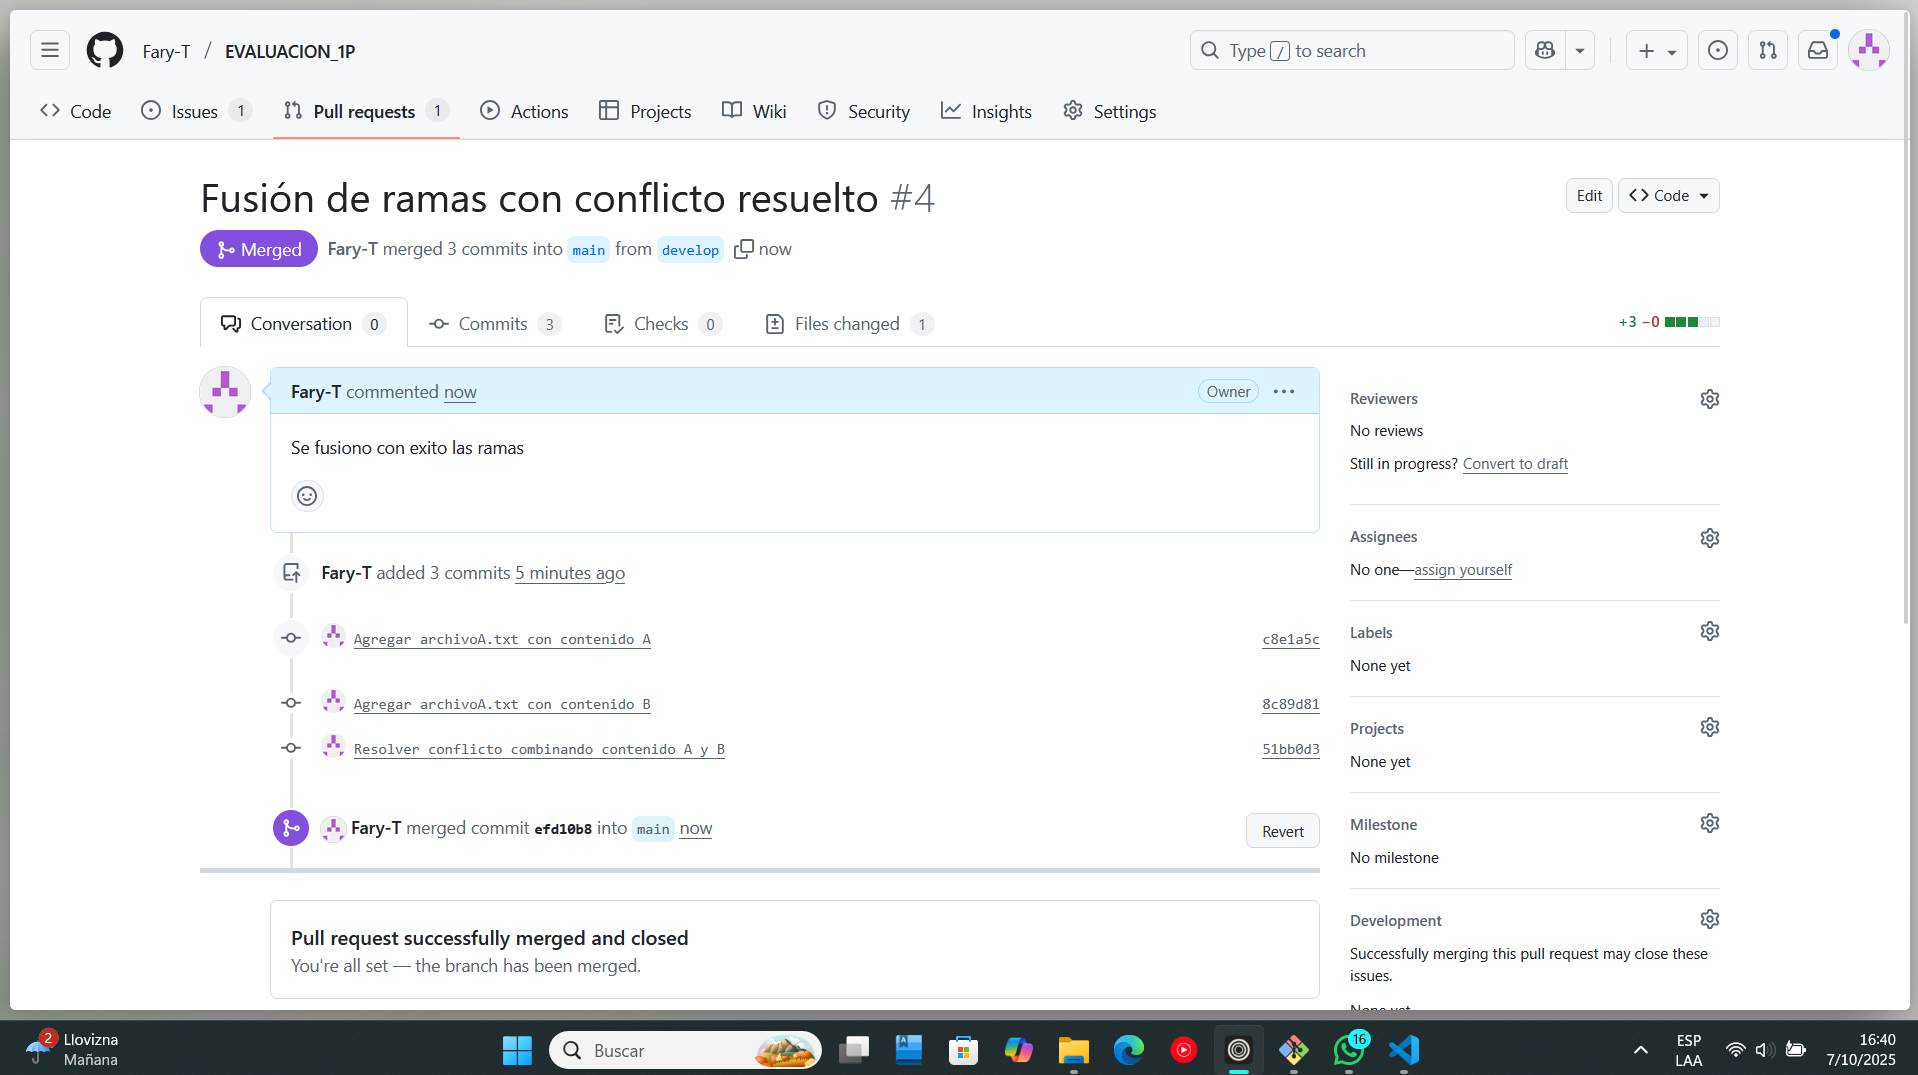 Fary-T / EVALUACION_1P
Type / to search
Code
Issues 1
Pull requests 1
Actions
Projects
Wiki
Security
Insights
Settings
Fusión de ramas con conflicto resuelto #4
Edit
Code
Merged
Fary-T merged 3 commits into main from develop now
Conversation 0
Commits 3
Checks 0
Files changed 1
+3 −0
Fary-T commented now
Owner
Se fusiono con exito las ramas
Fary-T added 3 commits 5 minutes ago
Agregar archivoA.txt con contenido A c8e1a5c
Agregar archivoA.txt con contenido B 8c89d81
Resolver conflicto combinando contenido A y B 51bb0d3
Fary-T merged commit efd10b8 into main now
Revert
Pull request successfully merged and closed
You're all set — the branch has been merged.
Reviewers
No reviews
Still in progress? Convert to draft
Assignees
No one—assign yourself
Labels
None yet
Projects
None yet
Milestone
No milestone
Development
Successfully merging this pull request may close these
issues.
None yet
2
Llovizna
Mañana
Buscar
16
ESP
LAA
16:40
7/10/2025